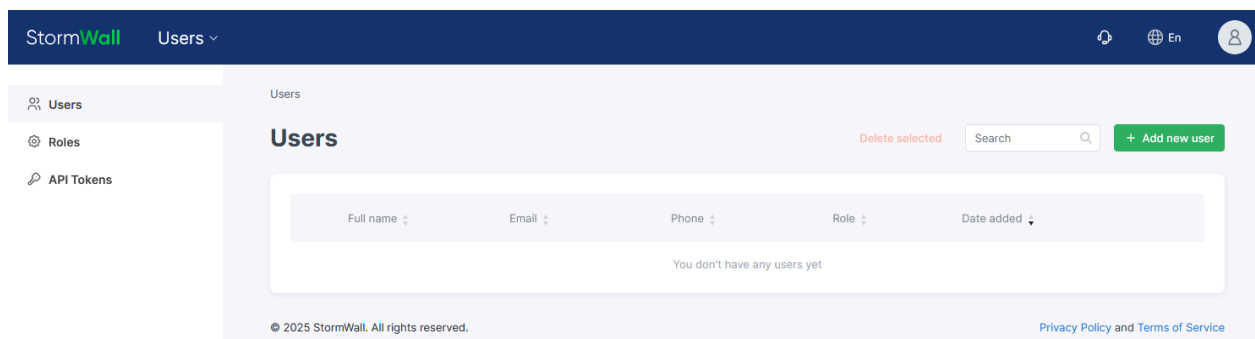 StormWall Users En
Users
Roles
API Tokens
Users
Users Delete selected Search + Add new user
Full name Email Phone Role Date added
You don't have any users yet
© 2025 StormWall. All rights reserved. Privacy Policy and Terms of Service